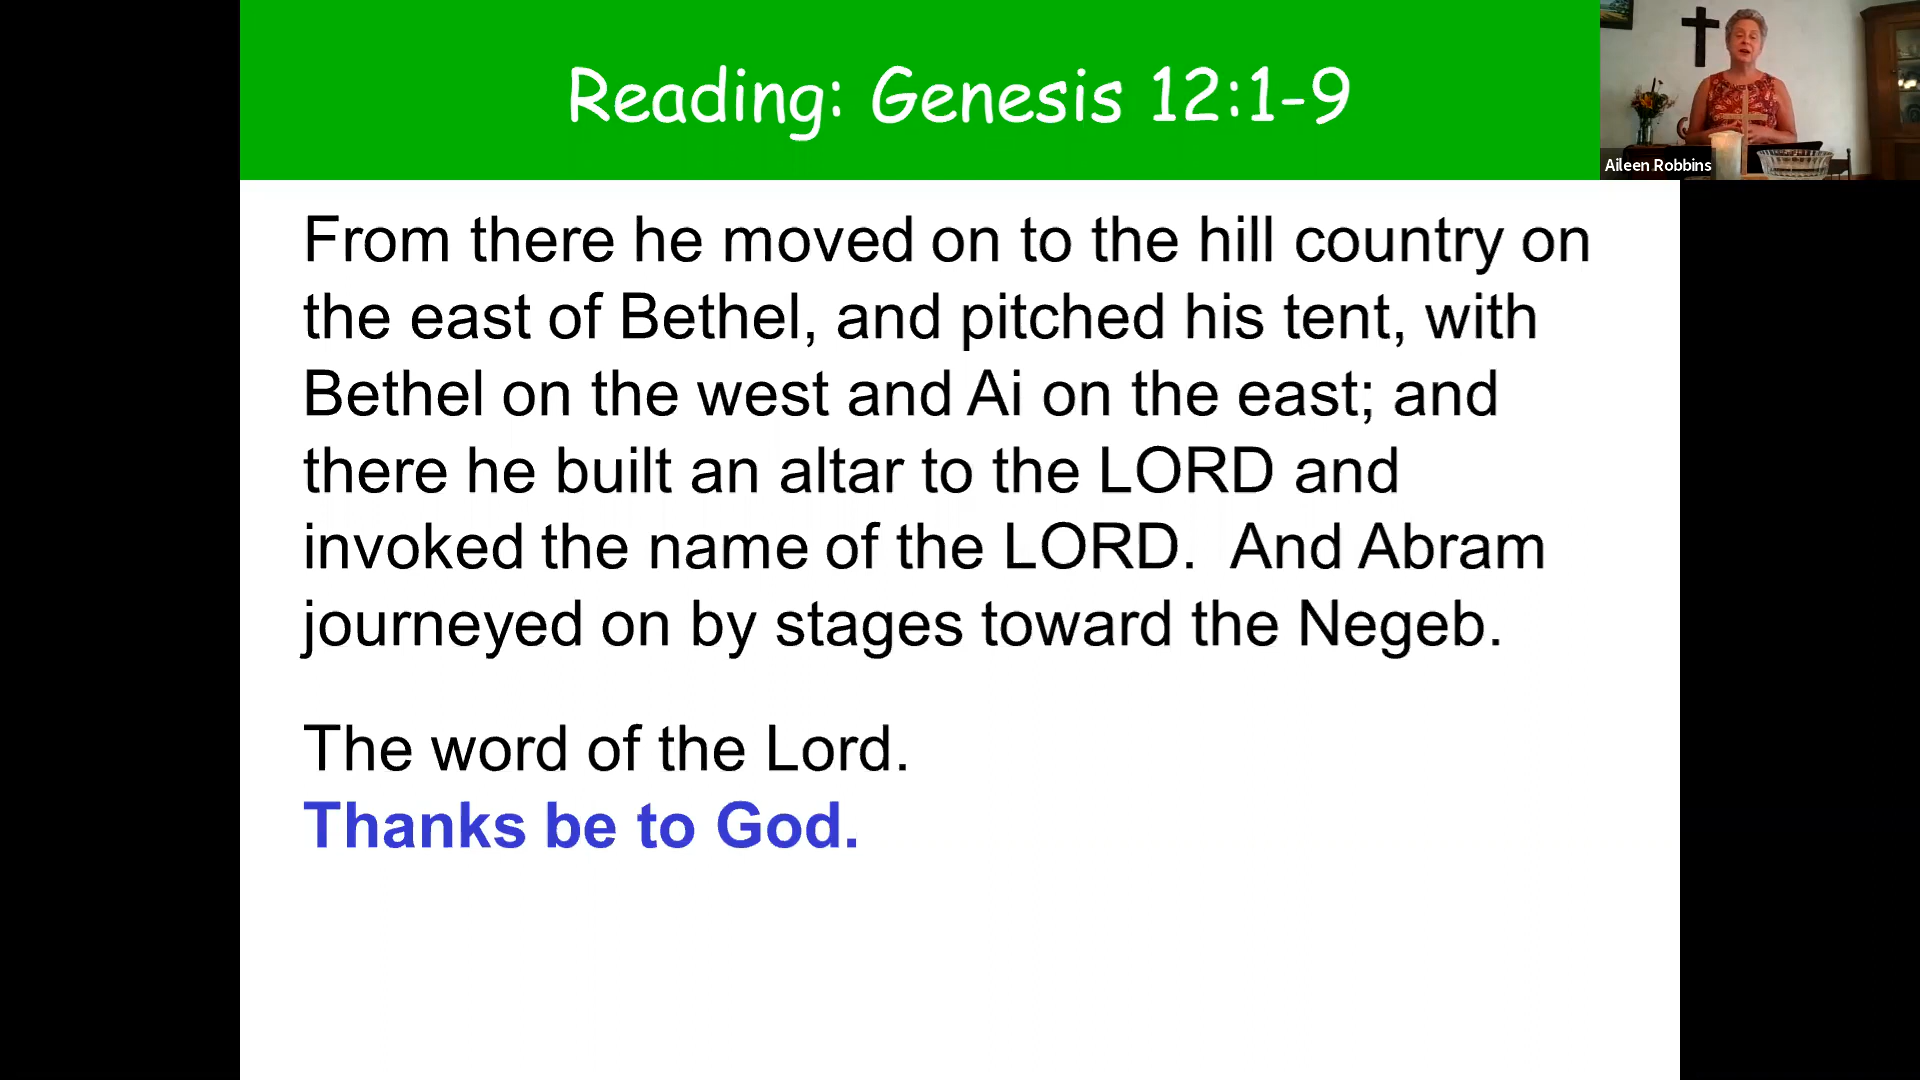 Reading: Genesis 12:1-9
Aileen Robbins
From there he moved on to the hill country on
the east of Bethel, and pitched his tent, with
Bethel on the west and Ai on the east; and
there he built an altar to the LORD and
invoked the name of the LORD.  And Abram
journeyed on by stages toward the Negeb.
The word of the Lord.
Thanks be to God.